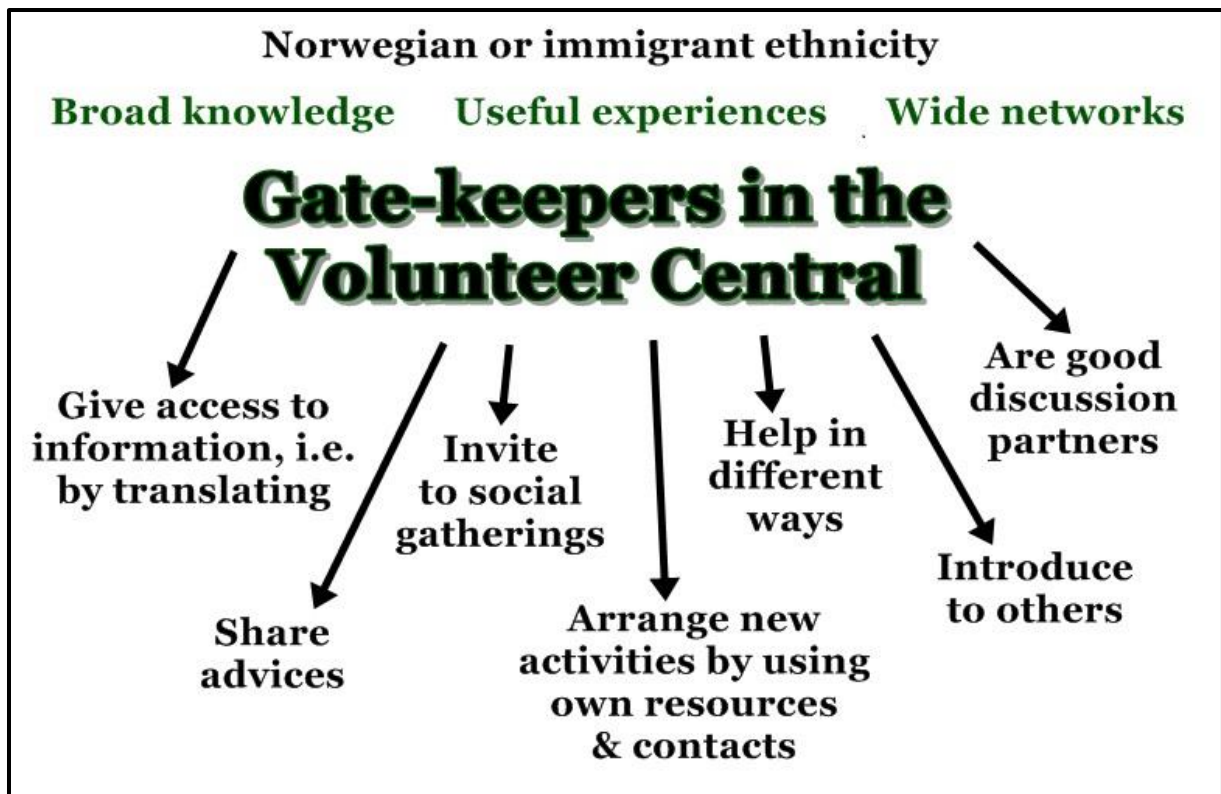 Norwegian or immigrant ethnicity
Broad knowledge Useful experiences Wide networks
Gate-keepers in the
Volunteer Central
Give access to
information, i.e.
by translating
Share
advices
Invite
to social
gatherings
Arrange new
activities by using
own resources
& contacts
Help in
different
ways
Introduce
to others
Are good
discussion
partners